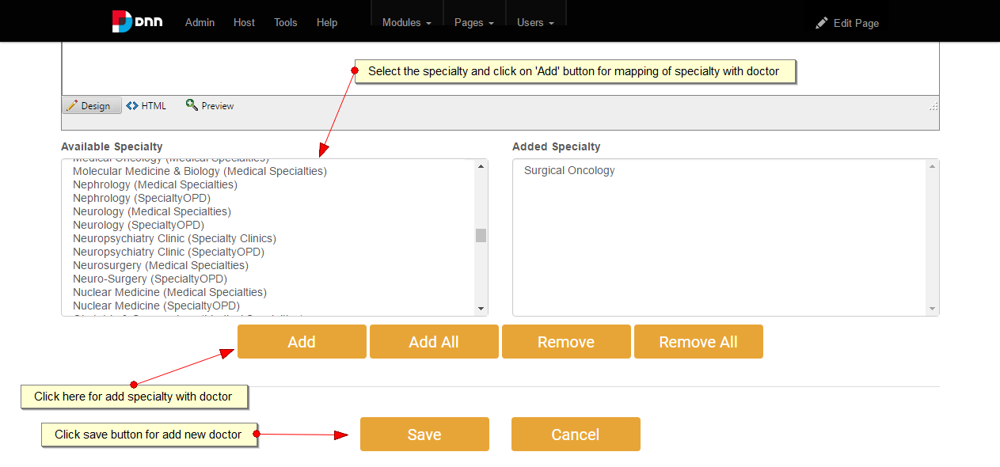 DNN Admin Host Tools Help Modules Pages Users Edit Page
Select the specialty and click on 'Add' button for mapping of specialty with doctor
Design HTML Preview
Available Specialty
Medical Oncology (Medical Specialties)
Molecular Medicine & Biology (Medical Specialties)
Nephrology (Medical Specialties)
Nephrology (SpecialtyOPD)
Neurology (Medical Specialties)
Neurology (SpecialtyOPD)
Neuropsychiatry Clinic (Specialty Clinics)
Neuropsychiatry Clinic (SpecialtyOPD)
Neurosurgery (Medical Specialties)
Neuro-Surgery (SpecialtyOPD)
Nuclear Medicine (Medical Specialties)
Nuclear Medicine (SpecialtyOPD)
Added Specialty
Surgical Oncology
Add Add All Remove Remove All
Click here for add specialty with doctor
Click save button for add new doctor
Save Cancel